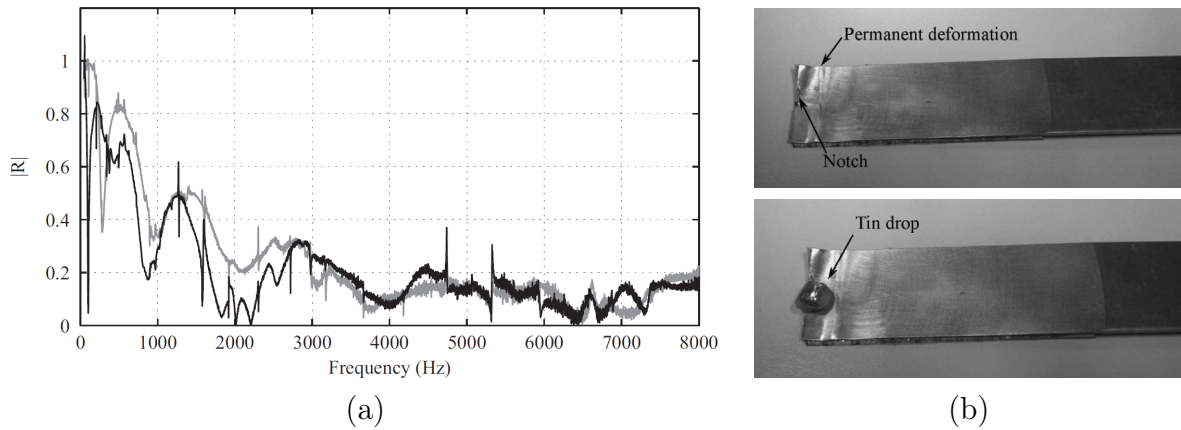 |R|
1
0.8
0.6
0.4
0.2
0
0 1000 2000 3000 4000 5000 6000 7000 8000
Frequency (Hz)
(a)
Permanent deformation
Notch
Tin drop
(b)